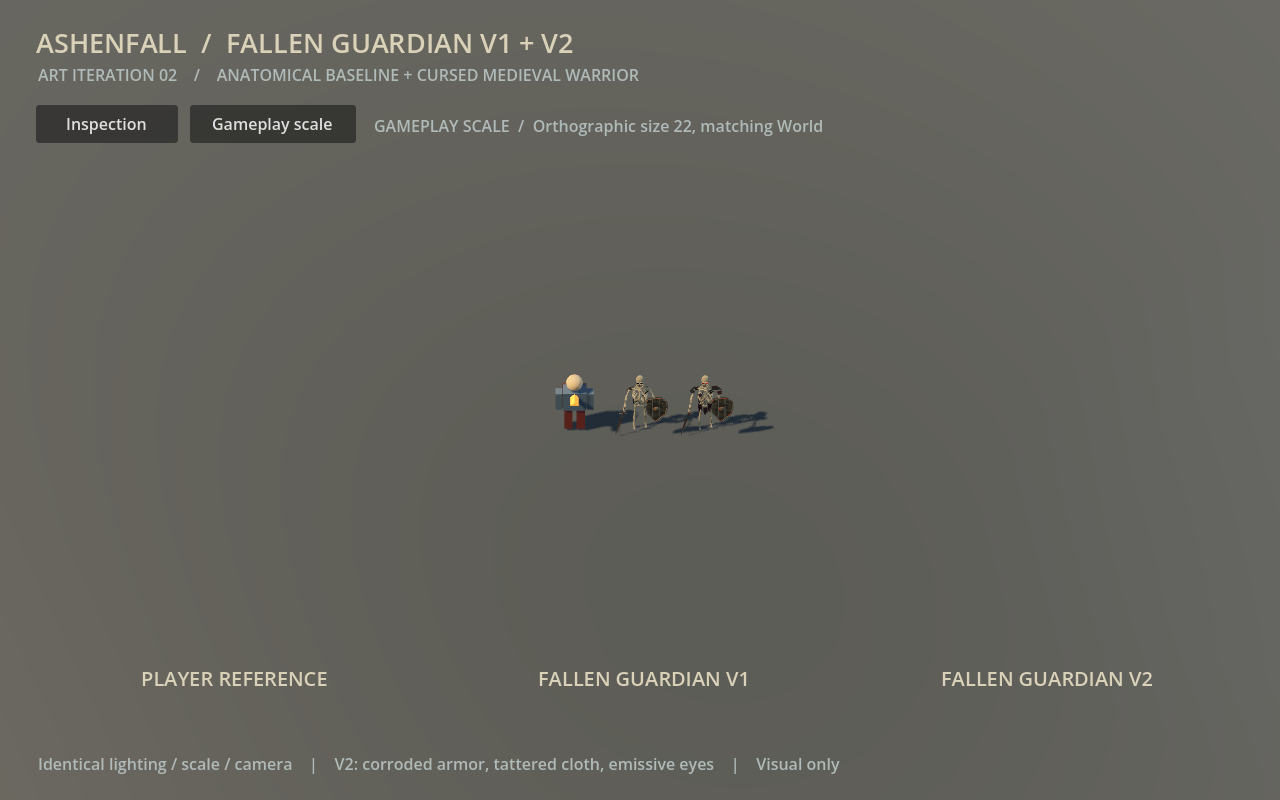 ASHENFALL / FALLEN GUARDIAN V1 + V2
ART ITERATION 02 / ANATOMICAL BASELINE + CURSED MEDIEVAL WARRIOR
Inspection Gameplay scale GAMEPLAY SCALE / Orthographic size 22, matching World
PLAYER REFERENCE FALLEN GUARDIAN V1 FALLEN GUARDIAN V2
Identical lighting / scale / camera | V2: corroded armor, tattered cloth, emissive eyes | Visual only